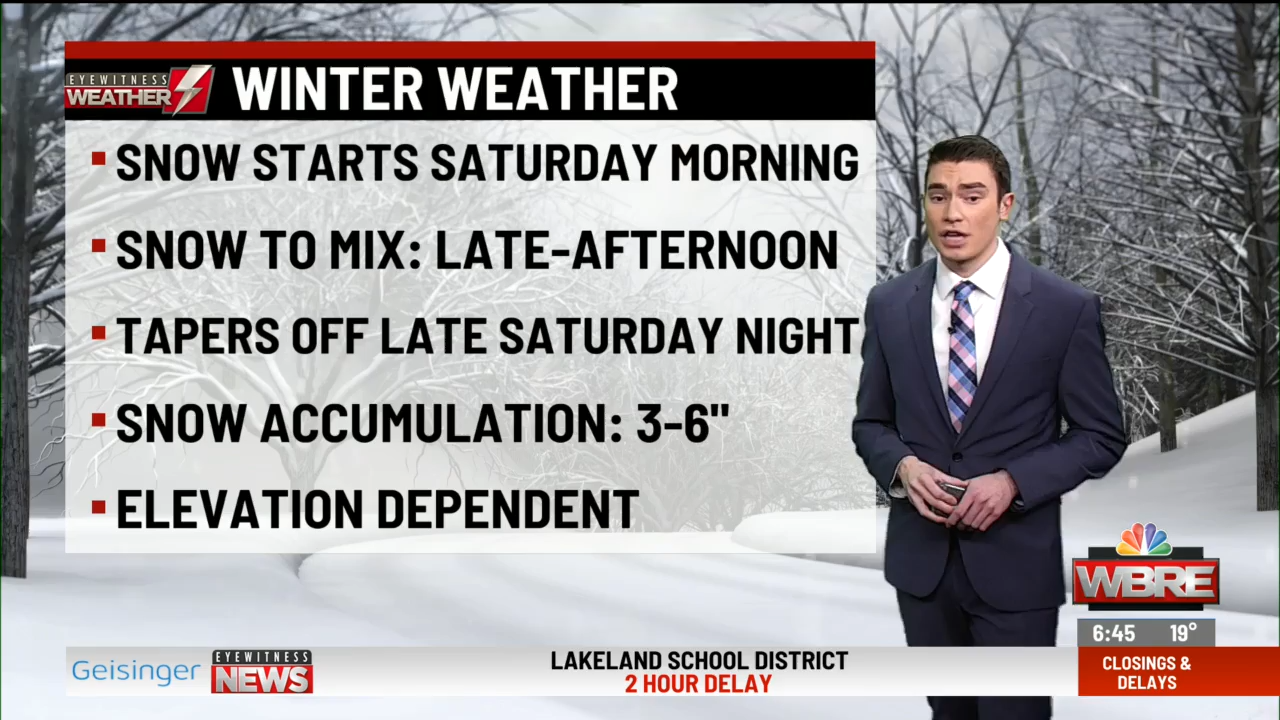 EYEWITNESS
WEATHER
WINTER WEATHER
SNOW STARTS SATURDAY MORNING
SNOW TO MIX: LATE-AFTERNOON
TAPERS OFF LATE SATURDAY NIGHT
SNOW ACCUMULATION: 3-6"
ELEVATION DEPENDENT
WBRE
6:45 19°
Geisinger
EYEWITNESS
NEWS
LAKELAND SCHOOL DISTRICT
2 HOUR DELAY
CLOSINGS &
DELAYS